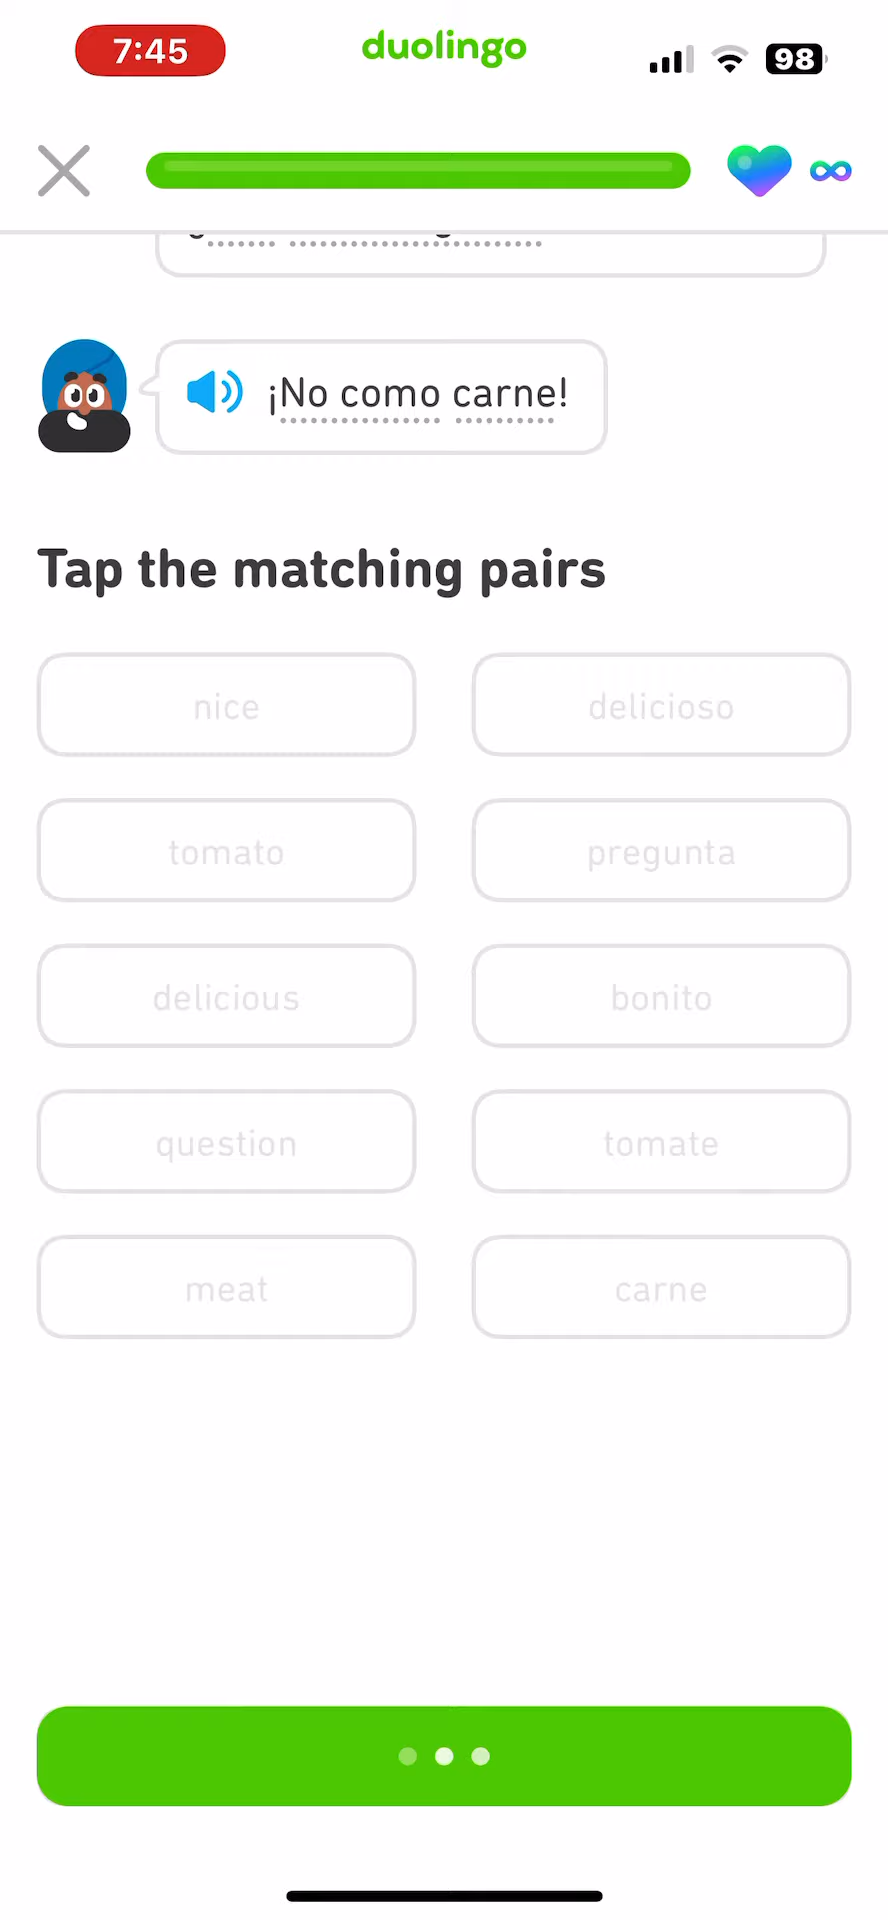 7:45
duolingo
98
¡No como carne!
Tap the matching pairs
nice
delicioso
tomato
pregunta
delicious
bonito
question
tomate
meat
carne